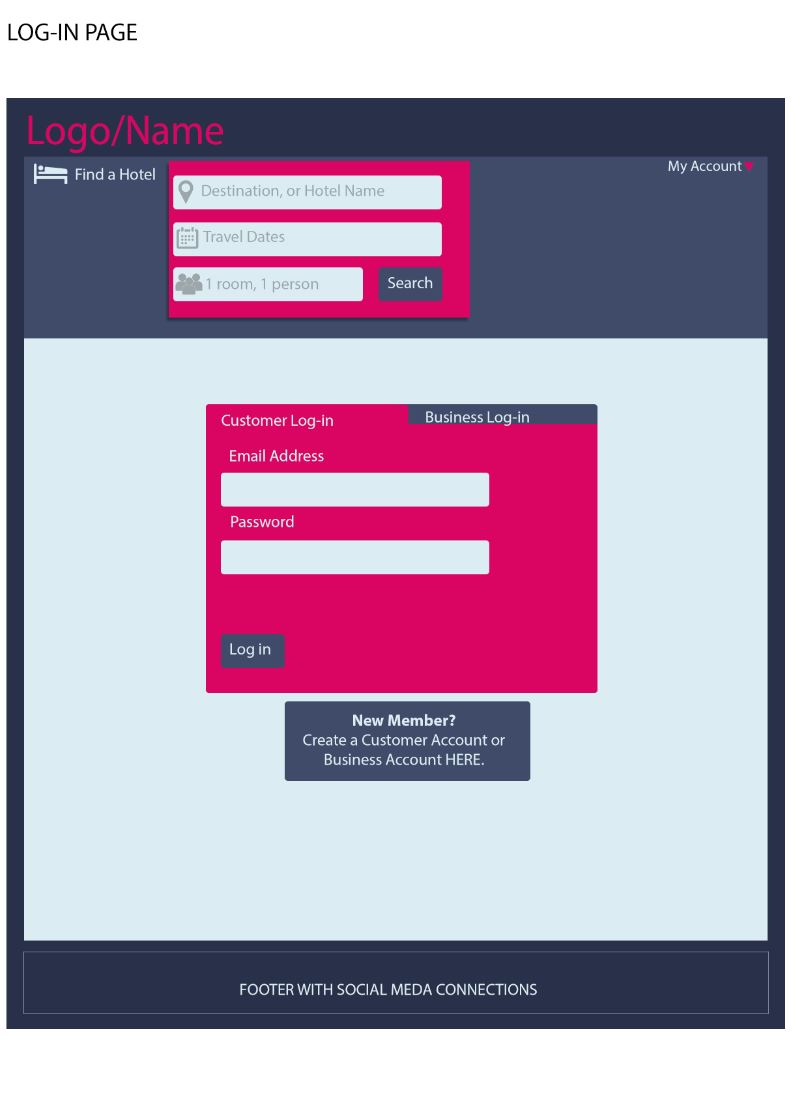 LOG-IN PAGE
Logo/Name
Find a Hotel
My Account
Destination, or Hotel Name
Travel Dates
1 room, 1 person
Search
Customer Log-in
Business Log-in
Email Address
Password
Log in
New Member?
Create a Customer Account or
Business Account HERE.
FOOTER WITH SOCIAL MEDA CONNECTIONS